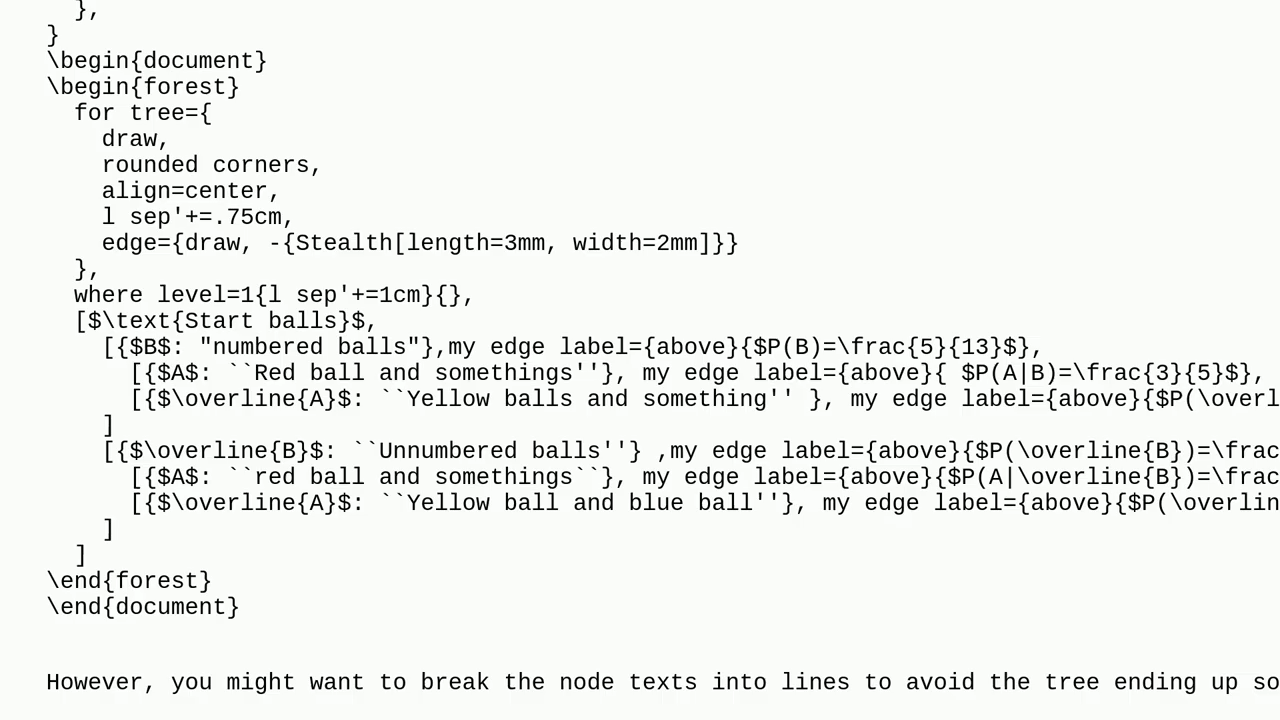 },
}
\begin{document}
\begin{forest}
for tree={
draw,
rounded corners,
align=center,
l sep'+=.75cm,
edge={draw, -{Stealth[length=3mm, width=2mm]}}
},
where level=1{l sep'+=1cm}{},
[$\text{Start balls}$,
[{$B$: "numbered balls"},my edge label={above}{$P(B)=\frac{5}{13}$},
[{$A$: ``Red ball and somethings''}, my edge label={above}{ $P(A|B)=\frac{3}{5}$},
[{$\overline{A}$: ``Yellow balls and something'' }, my edge label={above}{$P(\overl
]
[{$\overline{B}$: ``Unnumbered balls''} ,my edge label={above}{$P(\overline{B})=\frac
[{$A$: ``red ball and somethings``}, my edge label={above}{$P(A|\overline{B})=\frac
[{$\overline{A}$: ``Yellow ball and blue ball''}, my edge label={above}{$P(\overlin
]
]
\end{forest}
\end{document}
However, you might want to break the node texts into lines to avoid the tree ending up so